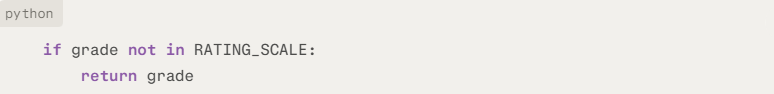 python
if grade not in RATING_SCALE:
return grade